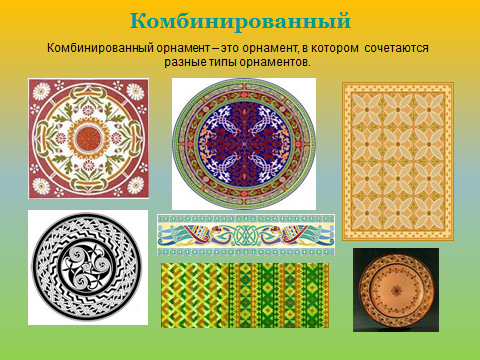 Комбинированный
Комбинированный орнамент – это орнамент, в котором сочетаются
разные типы орнаментов.